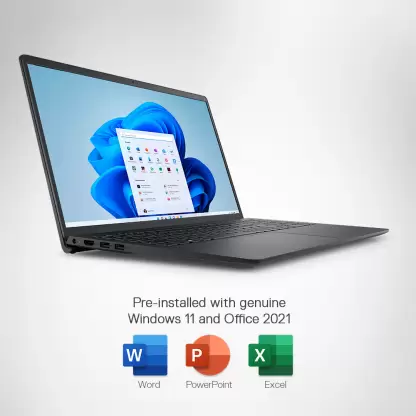 Pre-installed with genuine
Windows 11 and Office 2021
W P X
Word PowerPoint Excel